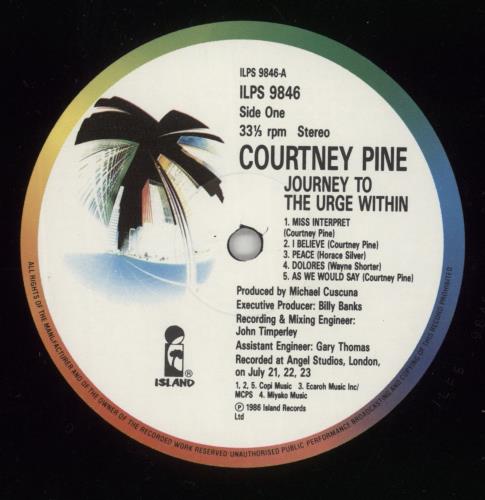 ILPS 9846-A
ILPS 9846
Side One
33⅓ rpm Stereo
COURTNEY PINE
JOURNEY TO
THE URGE WITHIN
1. MISS INTERPRET
(Courtney Pine)
2. I BELIEVE (Courtney Pine)
3. PEACE (Horace Silver)
4. DOLORES (Wayne Shorter)
5. AS WE WOULD SAY (Courtney Pine)
Produced by Michael Cuscuna
Executive Producer: Billy Banks
Recording & Mixing Engineer:
John Timperley
Assistant Engineer: Gary Thomas
Recorded at Angel Studios, London,
on July 21, 22, 23
1, 2, 5. Copi Music 3. Ecaroh Music Inc/
MCPS 4. Miyako Music
Ⓟ 1986 Island Records
Ltd
ISLAND
ALL RIGHTS OF THE MANUFACTURER AND OF THE OWNER OF THE RECORDED WORK RESERVED UNAUTHORISED PUBLIC PERFORMANCE BROADCASTING AND COPYING OF THIS RECORD PROHIBITED